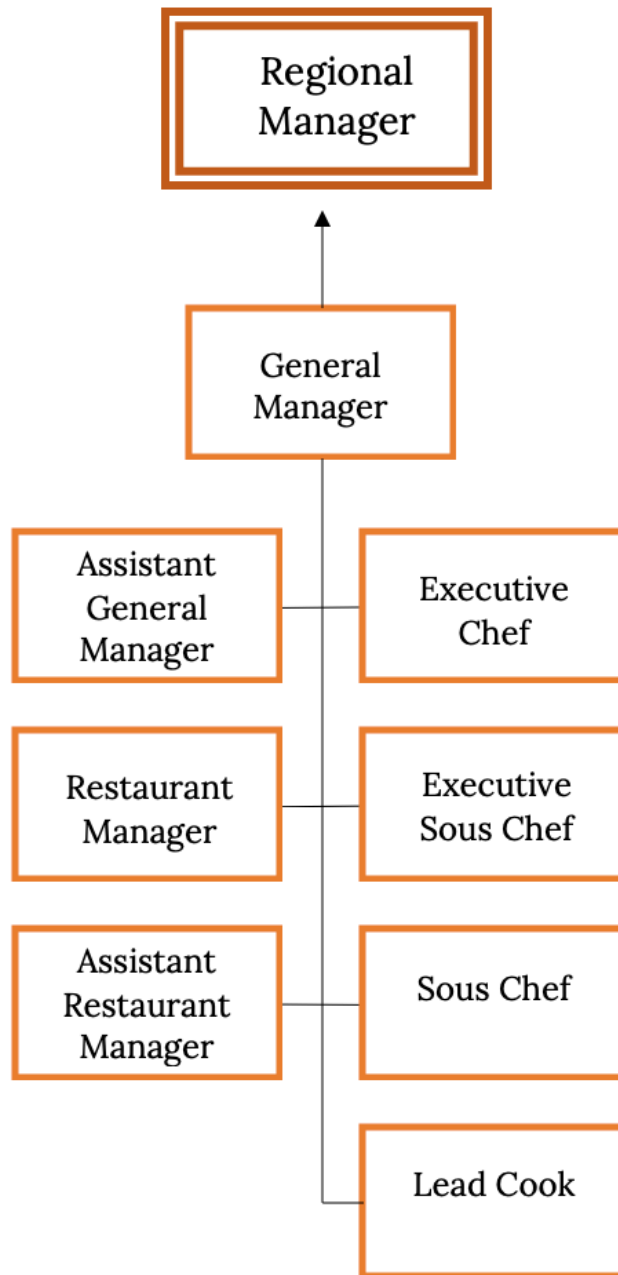 Regional
Manager
General
Manager
Assistant
General
Manager
Executive
Chef
Restaurant
Manager
Executive
Sous Chef
Assistant
Restaurant
Manager
Sous Chef
Lead Cook